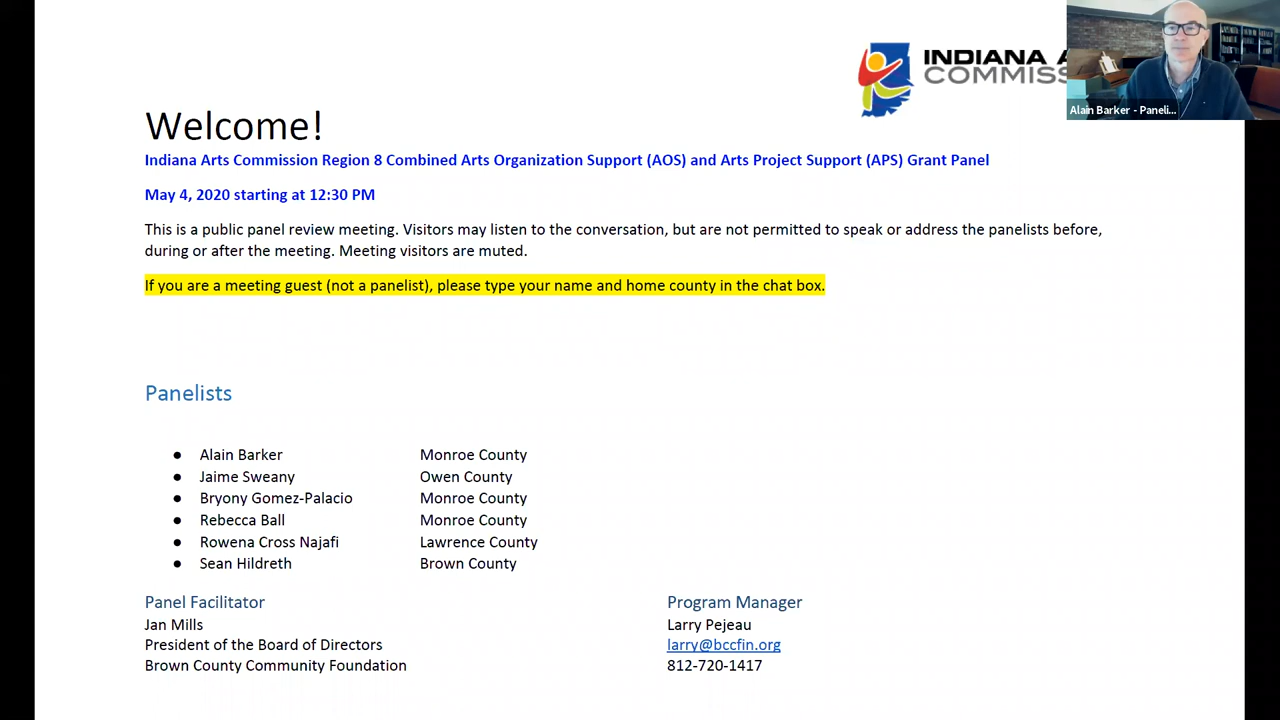 INDIANA A
COMMISS
Alain Barker - Paneli...
Welcome!
Indiana Arts Commission Region 8 Combined Arts Organization Support (AOS) and Arts Project Support (APS) Grant Panel
May 4, 2020 starting at 12:30 PM
This is a public panel review meeting. Visitors may listen to the conversation, but are not permitted to speak or address the panelists before,
during or after the meeting. Meeting visitors are muted.
If you are a meeting guest (not a panelist), please type your name and home county in the chat box.
Panelists
● Alain Barker Monroe County
● Jaime Sweany Owen County
● Bryony Gomez-Palacio Monroe County
● Rebecca Ball Monroe County
● Rowena Cross Najafi Lawrence County
● Sean Hildreth Brown County
Panel Facilitator
Jan Mills
President of the Board of Directors
Brown County Community Foundation
Program Manager
Larry Pejeau
larry@bccfin.org
812-720-1417